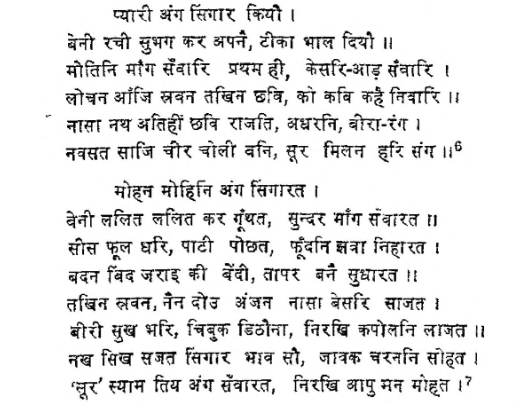 प्यारी अंग सिंगार कियौ ।
बेनी रची सुभग कर अपनै, टीका भाल दियौ ॥
मोतिनि माँग सँवारि प्रथम ही, केसरि-आड़ सँवारि ।
लोचन आँजि स्रवन तखिन छवि, को कवि कहै निवारि ॥
नासा नथ अतिहीं छवि राजति, अधरनि, बीरा-रंग ।
नवसत साजि चीर चोली बनि, सूर मिलन हरि संग ॥⁶
मोहन मोहिनि अंग सिंगारत ।
वेनी ललित ललित कर गूँथत, सुन्दर माँग सँवारत ॥
सीस फूल धरि, पाटी पोछत, फूँदनि झवा निहारत ।
बदन बिंद जराइ की बेंदी, तापर बनै सुधारत ॥
तखिन स्रवन, नैन दोउ अंजन नासा बेसरि साजत ।
बीरी सुख भरि, चिबुक डिठौना, निरखि कपोलनि लाजत ॥
नख सिख सजत सिंगार भाव सौ, जावक चरननि सोहत ।
'सूर' स्याम तिय अंग सँवारत, निरखि आपु मन मोहत ।⁷